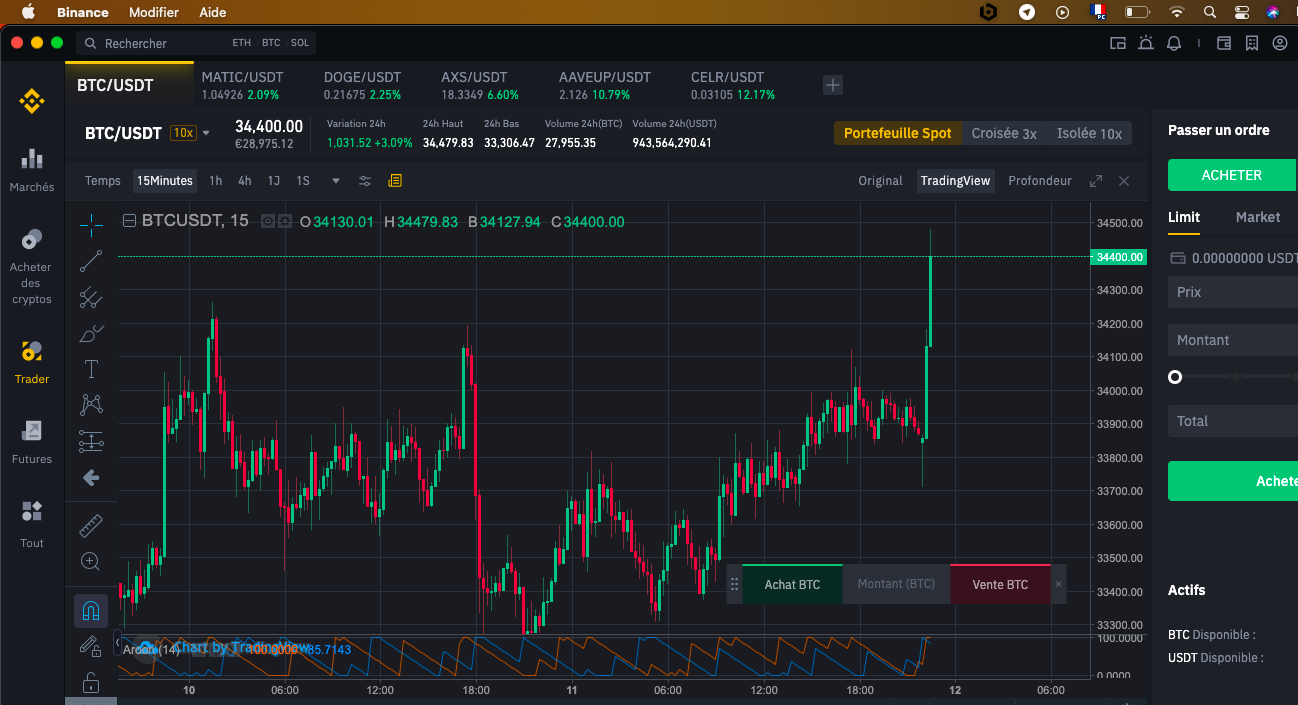 Binance Modifier Aide
Rechercher ETH · BTC · SOL
BTC/USDT
MATIC/USDT
1.04926 2.09%
DOGE/USDT
0.21675 2.25%
AXS/USDT
18.3349 6.60%
AAVEUP/USDT
2.126 10.79%
CELR/USDT
0.03105 12.17%
BTC/USDT 10x
34,400.00
€28,975.12
Variation 24h
1,031.52 +3.09%
24h Haut
34,479.83
24h Bas
33,306.47
Volume 24h(BTC)
27,955.35
Volume 24h(USDT)
943,564,290.41
Portefeuille Spot Croisée 3x Isolée 10x
Temps 15Minutes 1h 4h 1J 1S
Original TradingView Profondeur
BTCUSDT, 15 O34130.01 H34479.83 B34127.94 C34400.00
34500.00
34400.00
34300.00
34200.00
34100.00
34000.00
33900.00
33800.00
33700.00
33600.00
33500.00
33400.00
33300.00
Achat BTC Montant (BTC) Vente BTC ×
Aroon (14) 100.0000 85.7143
Chart by TradingView
100.0000
0.0000
10 06:00 12:00 18:00 11 06:00 12:00 18:00 12 06:00
Marchés
Acheter
des
cryptos
Trader
Futures
Tout
Passer un ordre
ACHETER
Limit Market
0.00000000 USDT
Prix
Montant
Total
Achete
Actifs
BTC Disponible :
USDT Disponible :